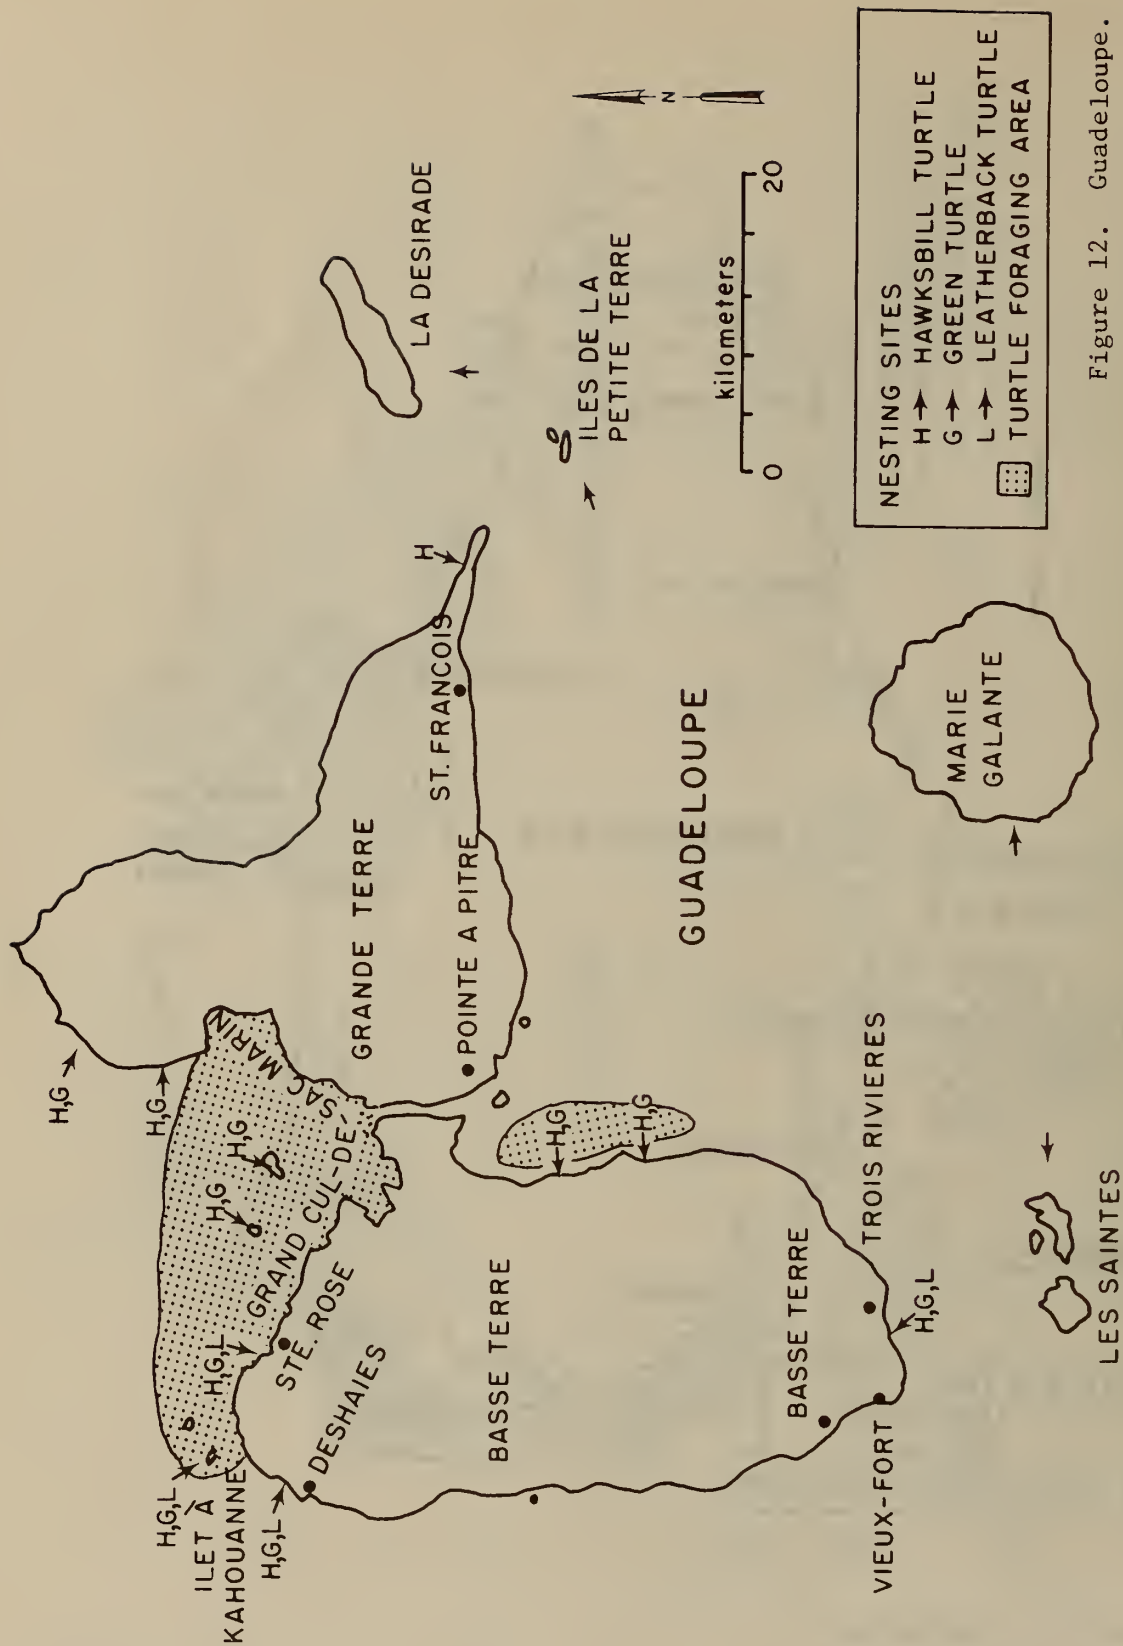 H,G
H,G
H,G
H,G
H,G,L
H,G,L
ILET À
KAHOUANNE
H,G,L
GRAND CUL-DE-SAC MARIN
STE. ROSE
DESHAIES
GRANDE TERRE
POINTE A PITRE
ST. FRANCOIS
H
LA DESIRADE
ILES DE LA
PETITE TERRE
N
kilometers
0
20
BASSE TERRE
H,G
H,G
GUADELOUPE
BASSE TERRE
VIEUX-FORT
TROIS RIVIERES
H,G,L
LES SAINTES
MARIE
GALANTE
NESTING SITES
H→ HAWKSBILL TURTLE
G→ GREEN TURTLE
L→ LEATHERBACK TURTLE
TURTLE FORAGING AREA
Figure 12. Guadeloupe.